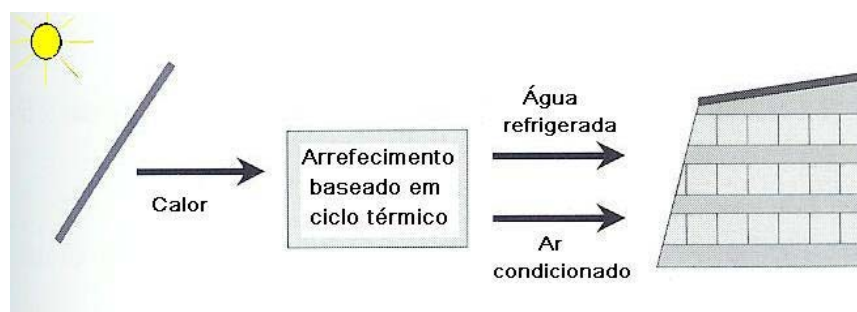 Calor
Arrefecimento
baseado em
ciclo térmico
Água
refrigerada
Ar
condicionado